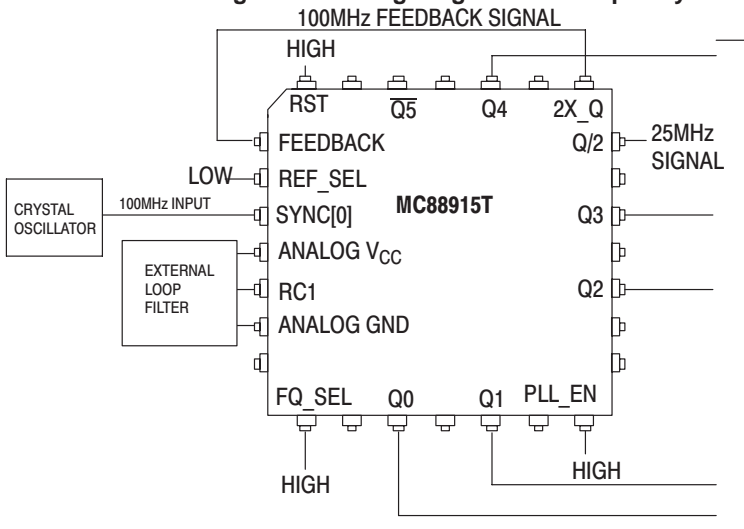 100MHz FEEDBACK SIGNAL
HIGH
RST
Q5
Q4
2X_Q
FEEDBACK
Q/2
25MHz
SIGNAL
LOW
REF_SEL
CRYSTAL
OSCILLATOR
100MHz INPUT
SYNC[0]
MC88915T
Q3
ANALOG VCC
EXTERNAL
LOOP
FILTER
RC1
Q2
ANALOG GND
FQ_SEL
Q0
Q1
PLL_EN
HIGH
HIGH